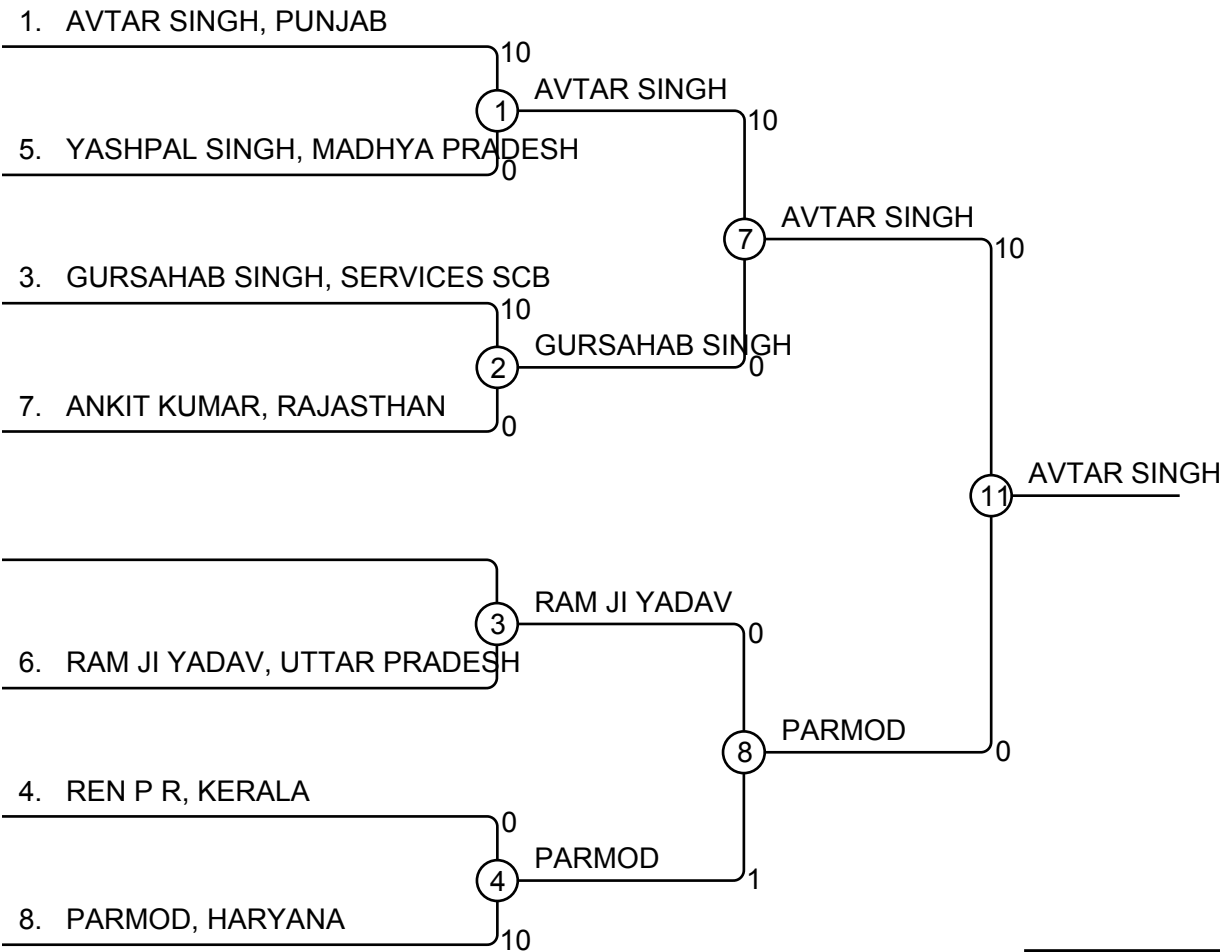 1. AVTAR SINGH, PUNJAB
10
AVTAR SINGH
1
10
5. YASHPAL SINGH, MADHYA PRADESH
0
AVTAR SINGH
7
10
3. GURSAHAB SINGH, SERVICES SCB
10
GURSAHAB SINGH
2
0
7. ANKIT KUMAR, RAJASTHAN
0
AVTAR SINGH
11
RAM JI YADAV
3
0
6. RAM JI YADAV, UTTAR PRADESH
PARMOD
8
0
4. REN P R, KERALA
0
PARMOD
4
1
8. PARMOD, HARYANA
10